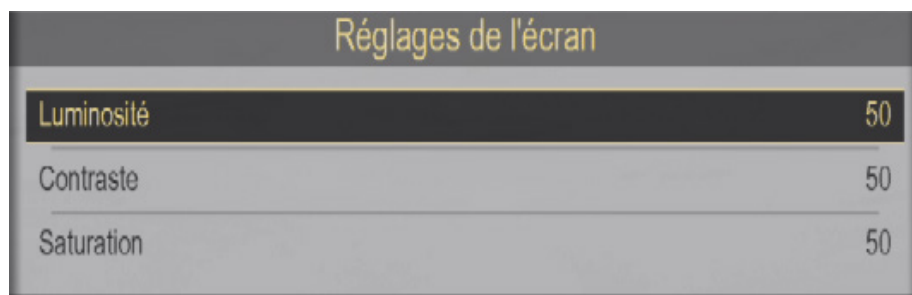 Réglages de l'écran
Luminosité 50
Contraste 50
Saturation 50